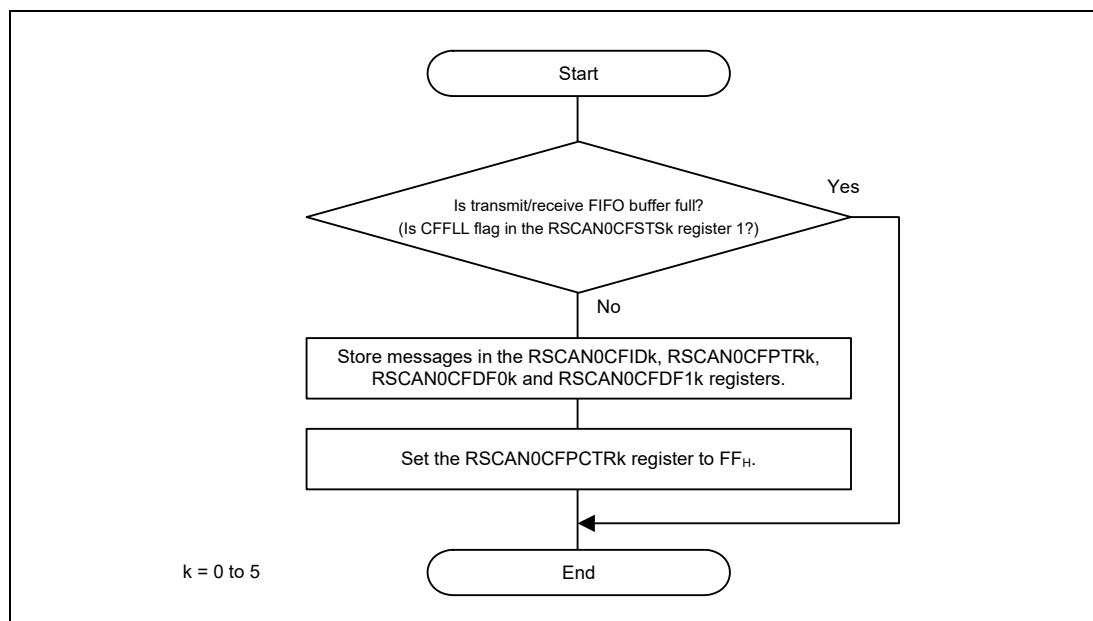 Start
Yes
Is transmit/receive FIFO buffer full?
(Is CFFLL flag in the RSCAN0CFSTSk register 1?)
No
Store messages in the RSCAN0CFIDk, RSCAN0CFPTRk,
RSCAN0CFDF0k and RSCAN0CFDF1k registers.
Set the RSCAN0CFPCTRk register to FFH.
k = 0 to 5
End